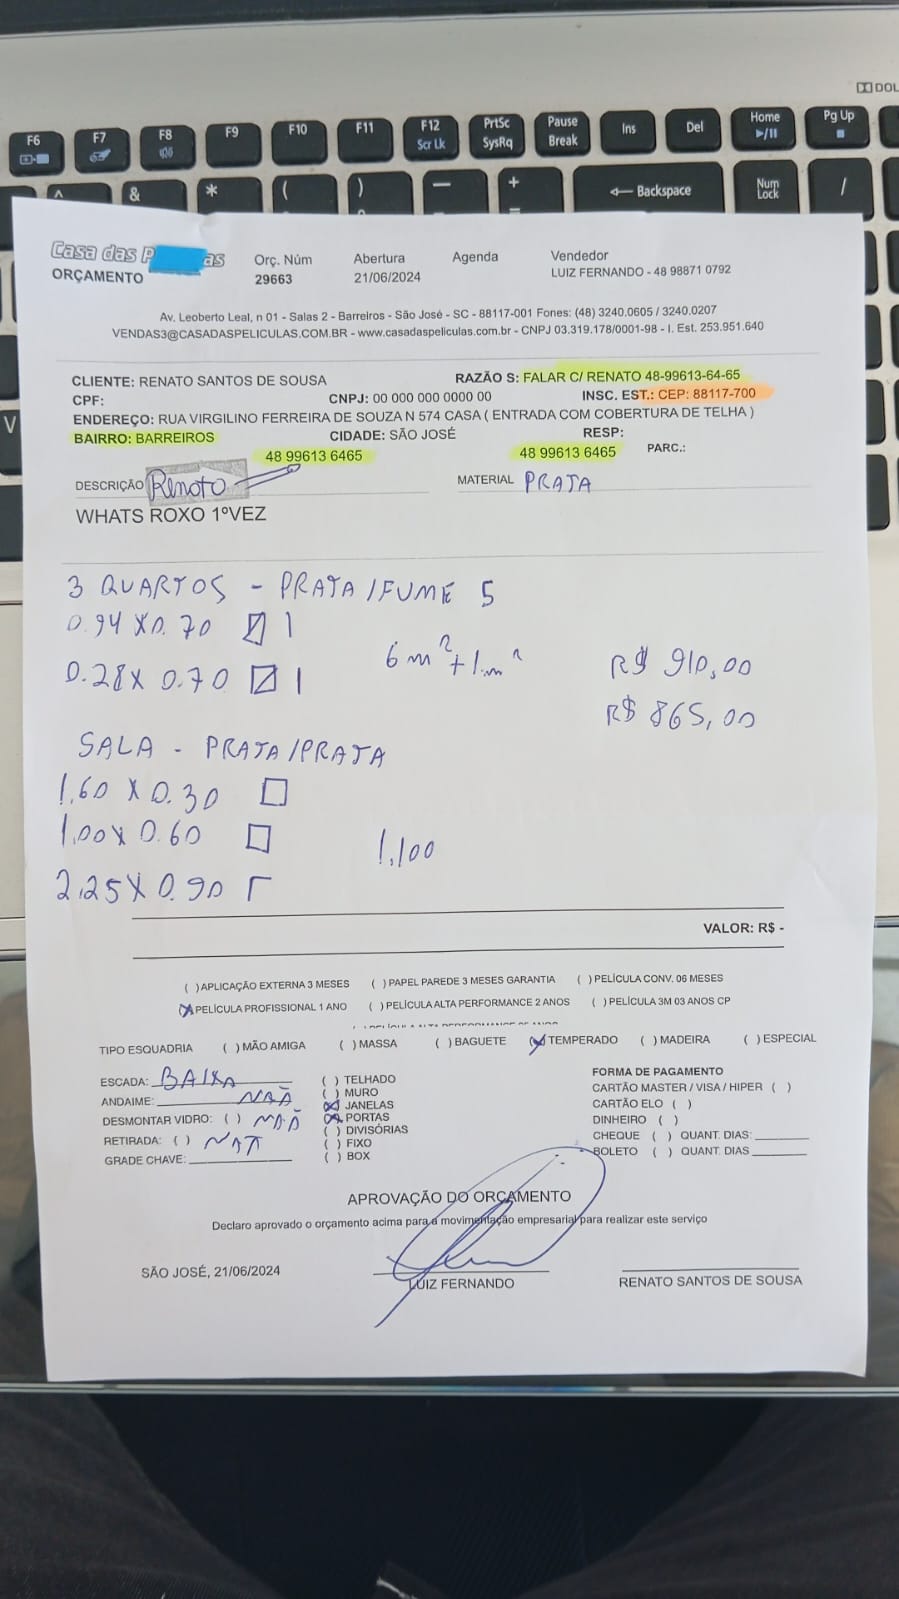 DOL
F6 F7 F8 F9 F10 F11 F12 PrtSc Pause Ins Del Home Pg Up
Scr Lk SysRq Break
^ & * ( ) — + Backspace Num Lock /
=
V
Casa das P as
ORÇAMENTO
Orç. Núm Abertura Agenda Vendedor
29663 21/06/2024 LUIZ FERNANDO - 48 98871 0792
Av. Leoberto Leal, n 01 - Salas 2 - Barreiros - São José - SC - 88117-001 Fones: (48) 3240.0605 / 3240.0207
VENDAS3@CASADASPELICULAS.COM.BR - www.casadaspeliculas.com.br - CNPJ 03.319.178/0001-98 - I. Est. 253.951.640
CLIENTE: RENATO SANTOS DE SOUSA RAZÃO S: FALAR C/ RENATO 48-99613-64-65
CPF: CNPJ: 00 000 000 0000 00 INSC. EST.: CEP: 88117-700
ENDEREÇO: RUA VIRGILINO FERREIRA DE SOUZA N 574 CASA ( ENTRADA COM COBERTURA DE TELHA )
BAIRRO: BARREIROS CIDADE: SÃO JOSÉ RESP:
48 99613 6465 48 99613 6465 PARC.:
DESCRIÇÃO Renato MATERIAL PRATA
WHATS ROXO 1ºVEZ
3 QUARTOS - PRATA/FUME 5
0.94 X 0.70 1
6m²+1.m² R$ 910,00
0.28 X 0.70 1
R$ 865,00
SALA - PRATA/PRATA
1,60 X 0.30
1,00 X 0.60
1,100
2,25 X 0.90
VALOR: R$ -
( )APLICAÇÃO EXTERNA 3 MESES ( )PAPEL PAREDE 3 MESES GARANTIA ( )PELÍCULA CONV. 06 MESES
(X)PELÍCULA PROFISSIONAL 1 ANO ( )PELÍCULA ALTA PERFORMANCE 2 ANOS ( )PELÍCULA 3M 03 ANOS CP
TIPO ESQUADRIA ( )MÃO AMIGA ( )MASSA ( )BAGUETE (X)TEMPERADO ( )MADEIRA ( )ESPECIAL
ESCADA: BAIXA
ANDAIME: NÃO
DESMONTAR VIDRO: ( ) NÃO
RETIRADA: ( )
GRADE CHAVE:
( ) TELHADO
( ) MURO
(X) JANELAS
(X) PORTAS
( ) DIVISÓRIAS
( ) FIXO
( ) BOX
FORMA DE PAGAMENTO
CARTÃO MASTER / VISA / HIPER ( )
CARTÃO ELO ( )
DINHEIRO ( )
CHEQUE ( ) QUANT. DIAS:
BOLETO ( ) QUANT. DIAS
APROVAÇÃO DO ORÇAMENTO
Declaro aprovado o orçamento acima para a movimentação empresarial para realizar este serviço
SÃO JOSÉ, 21/06/2024
LUIZ FERNANDO RENATO SANTOS DE SOUSA